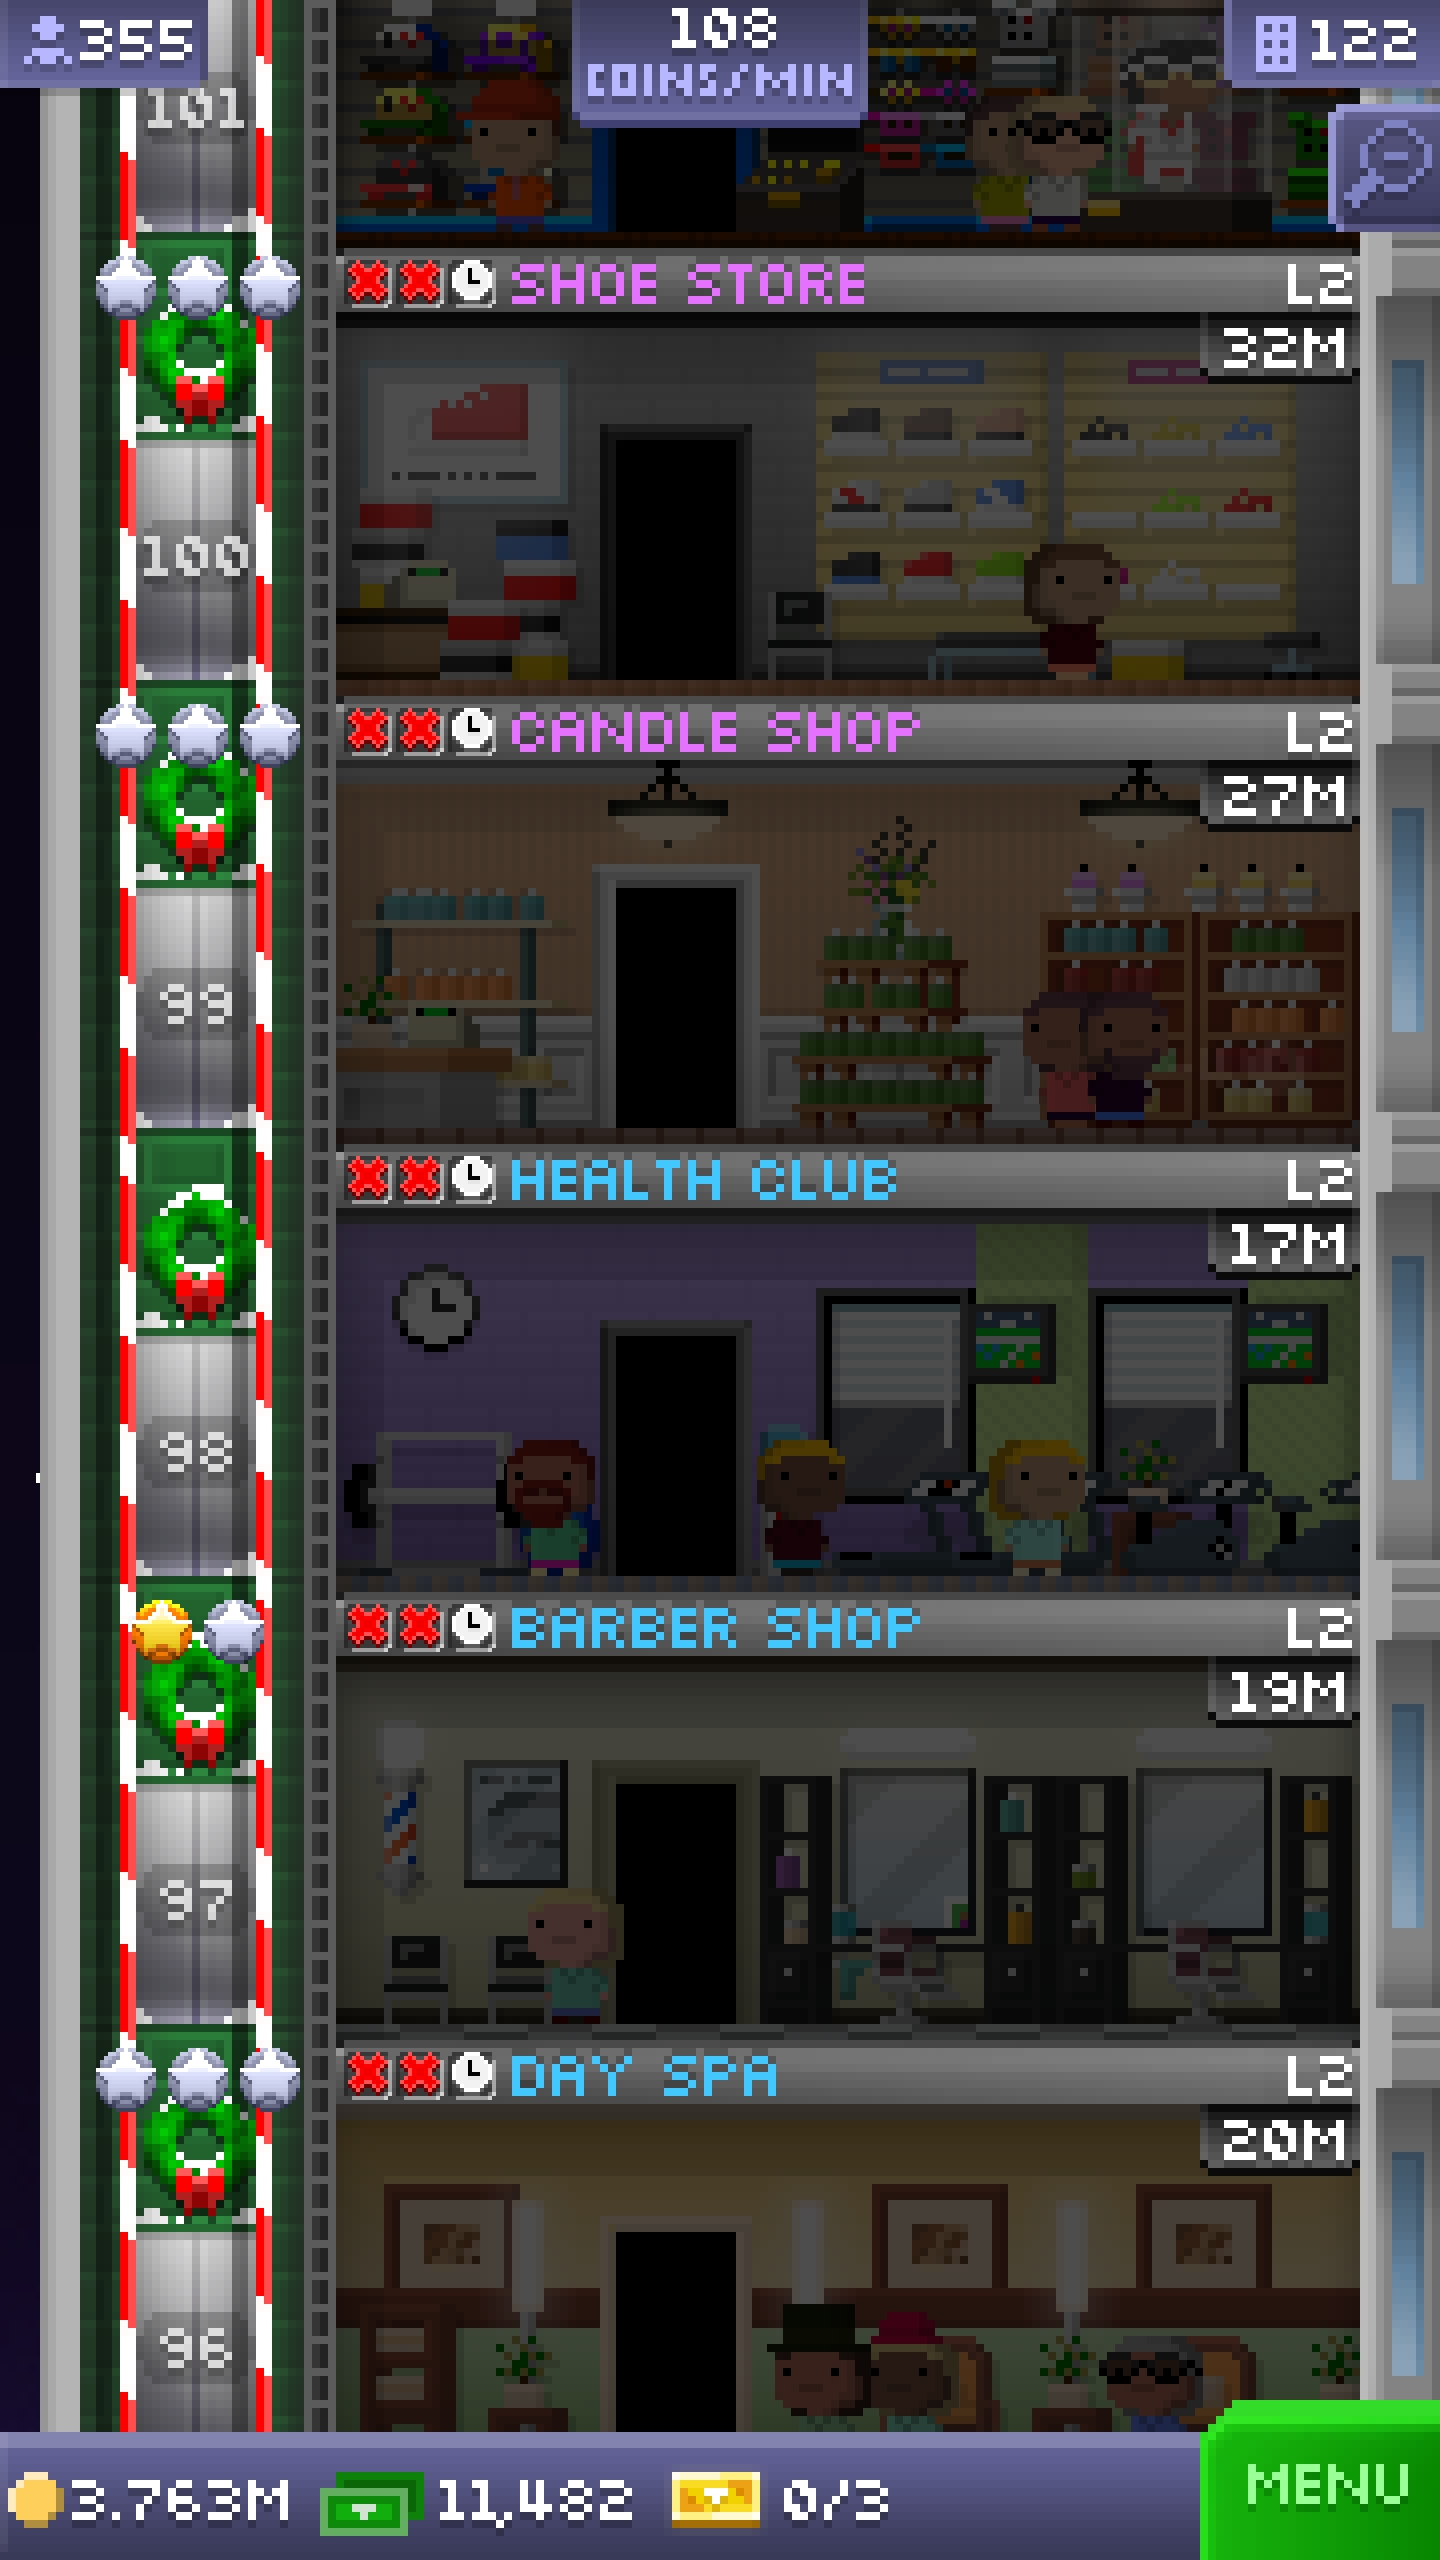 355
108
COINS/MIN
122
101
SHOE STORE L2
32M
100
CANDLE SHOP L2
27M
99
HEALTH CLUB L2
17M
98
BARBER SHOP L2
19M
97
DAY SPA L2
20M
96
3.763M 11,482 0/3
MENU